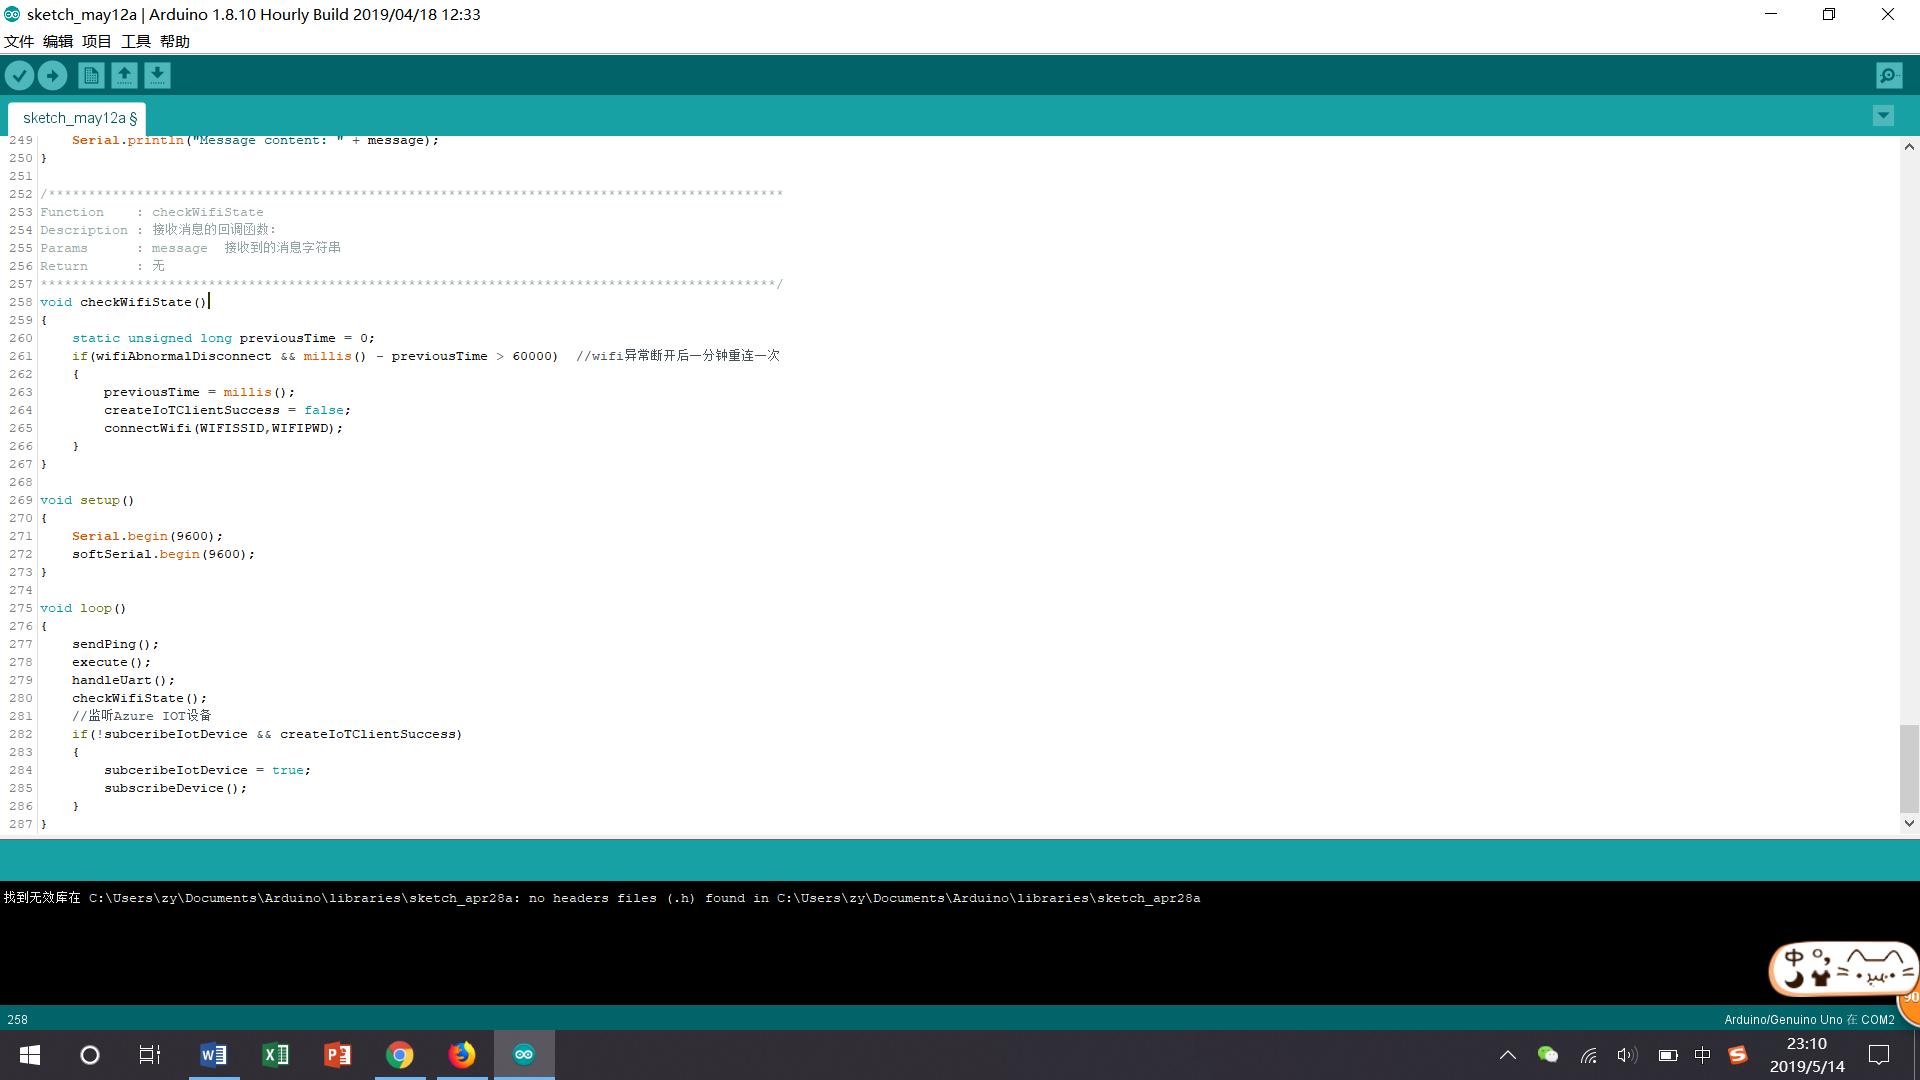 sketch_may12a | Arduino 1.8.10 Hourly Build 2019/04/18 12:33
文件 编辑 项目 工具 帮助
sketch_may12a §
249     Serial.println("Message content: " + message);
250 }
251
252 /********************************************************************************************
253 Function    : checkWifiState
254 Description : 接收消息的回调函数:
255 Params      : message  接收到的消息字符串
256 Return      : 无
257 ********************************************************************************************/
258 void checkWifiState()
259 {
260     static unsigned long previousTime = 0;
261     if(wifiAbnormalDisconnect && millis() - previousTime > 60000)  //wifi异常断开后一分钟重连一次
262     {
263         previousTime = millis();
264         createIoTClientSuccess = false;
265         connectWifi(WIFISSID,WIFIPWD);
266     }
267 }
268
269 void setup()
270 {
271     Serial.begin(9600);
272     softSerial.begin(9600);
273 }
274
275 void loop()
276 {
277     sendPing();
278     execute();
279     handleUart();
280     checkWifiState();
281     //监听Azure IOT设备
282     if(!subceribeIotDevice && createIoTClientSuccess)
283     {
284         subceribeIotDevice = true;
285         subscribeDevice();
286     }
287 }
找到无效库在 C:\Users\zy\Documents\Arduino\libraries\sketch_apr28a: no headers files (.h) found in C:\Users\zy\Documents\Arduino\libraries\sketch_apr28a
中
90
258
Arduino/Genuino Uno 在 COM2
中
23:10
2019/5/14